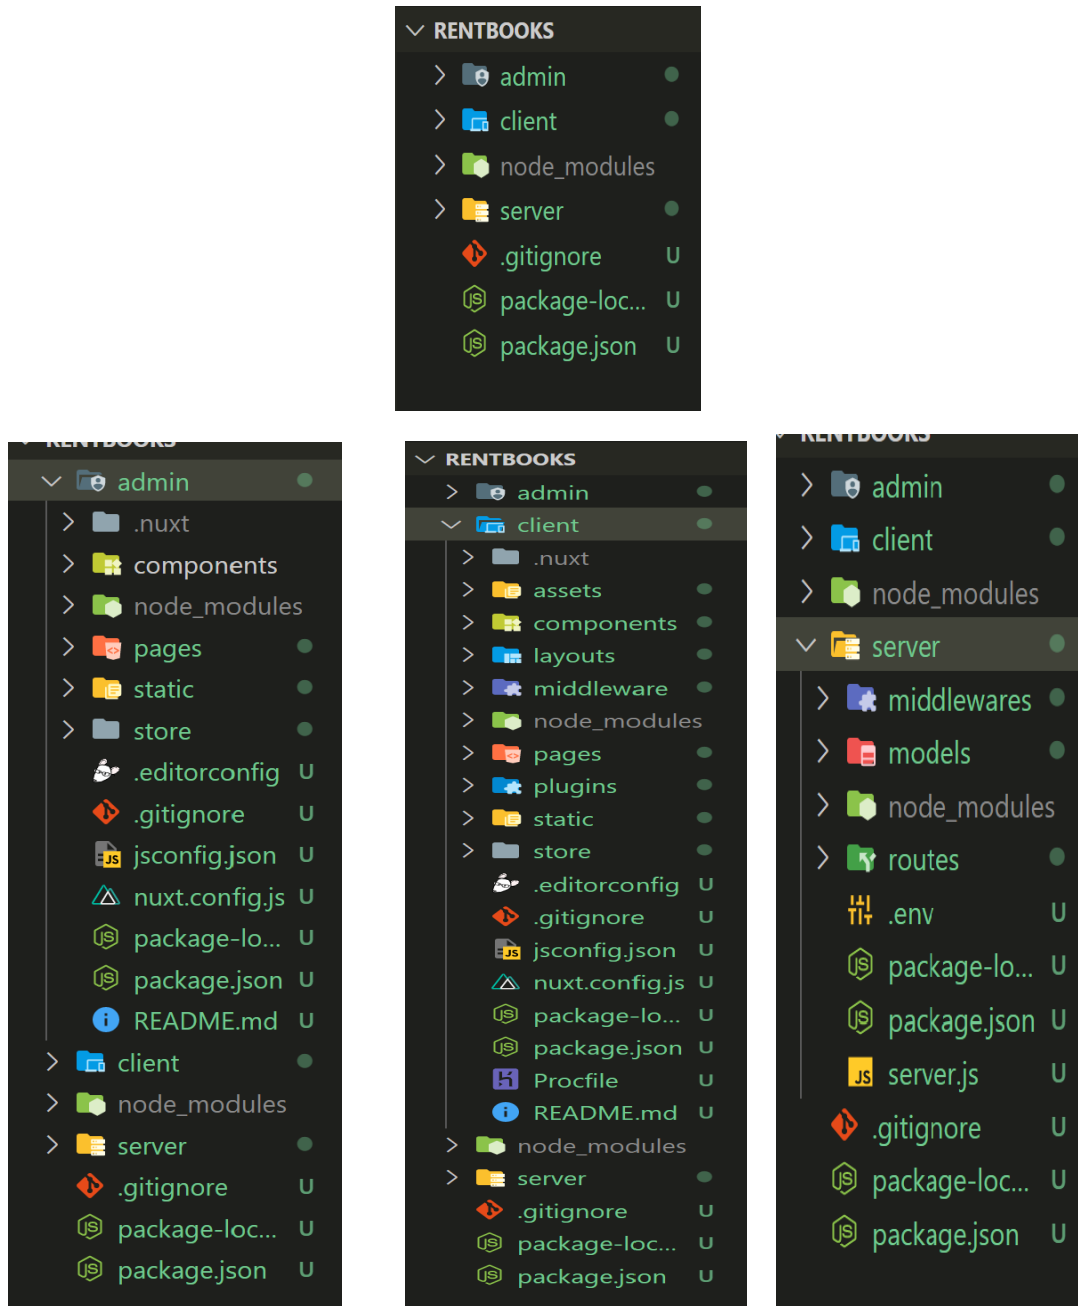 RENTBOOKS
admin
client
node_modules
server
.gitignore U
package-loc... U
package.json U
RENTBOOKS
admin
.nuxt
components
node_modules
pages
static
store
.editorconfig U
.gitignore U
jsconfig.json U
nuxt.config.js U
package-lo... U
package.json U
README.md U
client
node_modules
server
.gitignore U
package-loc... U
package.json U
RENTBOOKS
admin
client
.nuxt
assets
components
layouts
middleware
node_modules
pages
plugins
static
store
.editorconfig U
.gitignore U
jsconfig.json U
nuxt.config.js U
package-lo... U
package.json U
Procfile U
README.md U
node_modules
server
.gitignore U
package-loc... U
package.json U
RENTBOOKS
admin
client
node_modules
server
middlewares
models
node_modules
routes
.env U
package-lo... U
package.json U
server.js U
.gitignore U
package-loc... U
package.json U